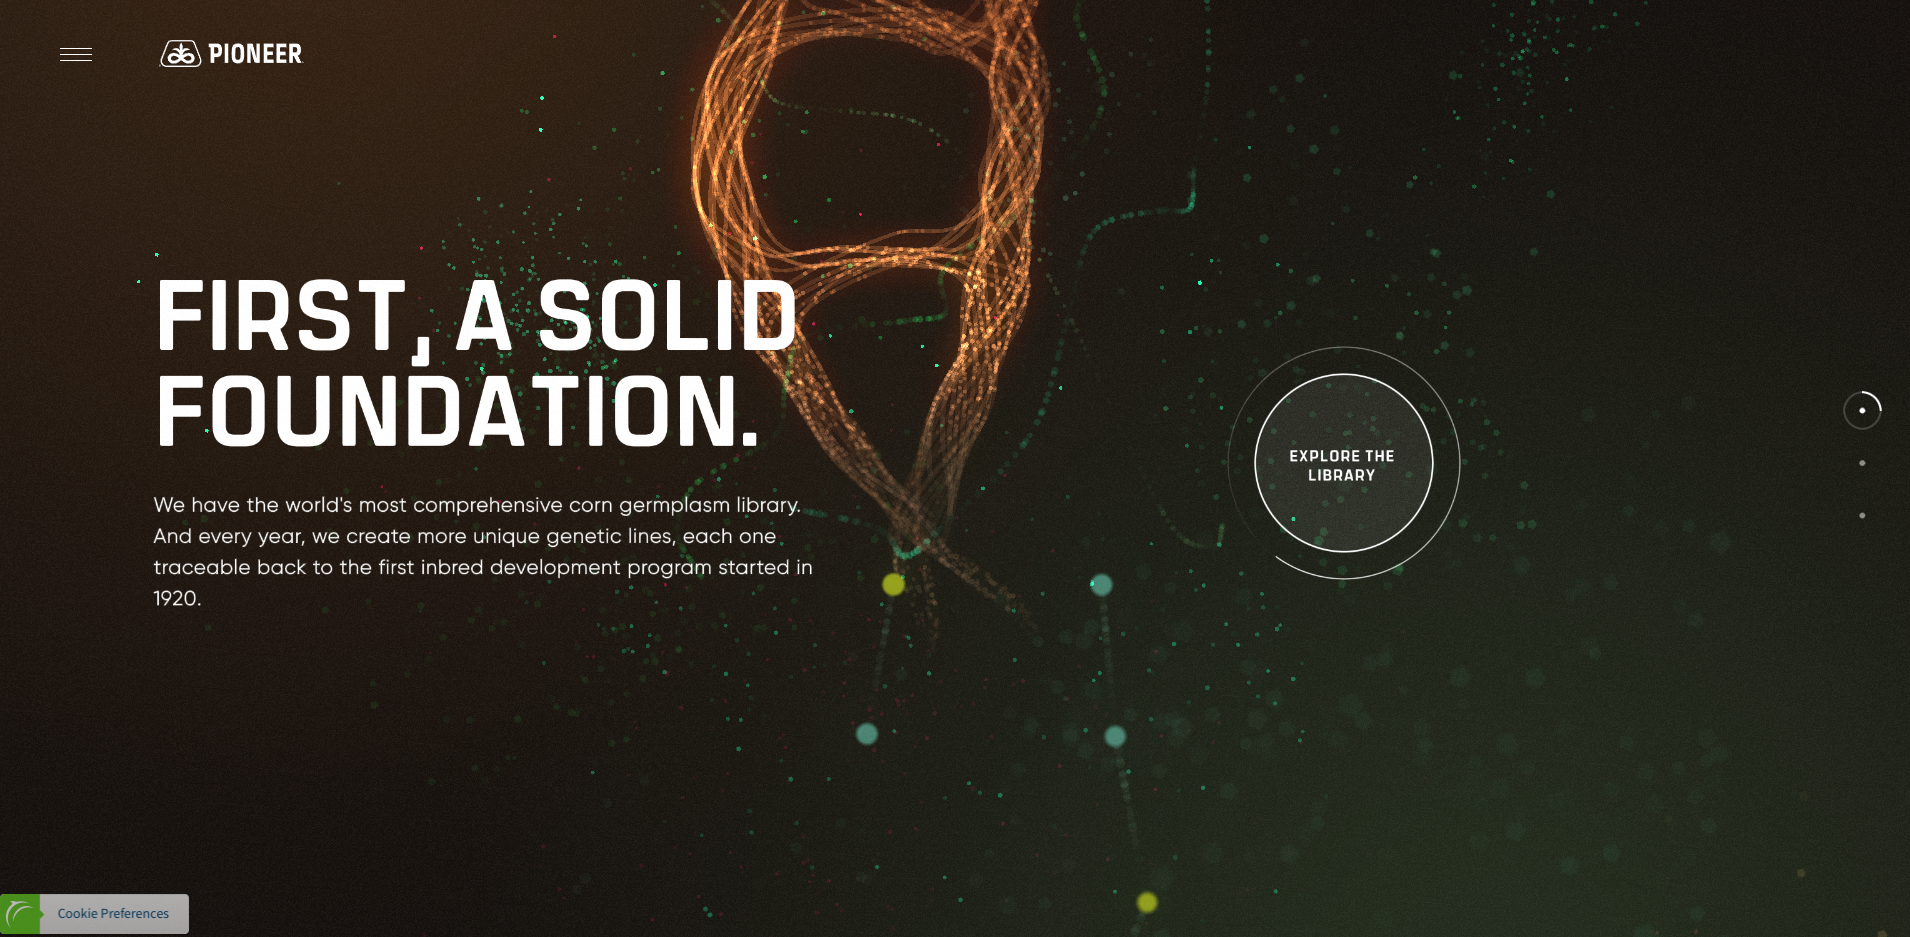 PIONEER
FIRST, A SOLID
FOUNDATION.
We have the world's most comprehensive corn germplasm library.
And every year, we create more unique genetic lines, each one
traceable back to the first inbred development program started in
1920.
EXPLORE THE
LIBRARY
Cookie Preferences